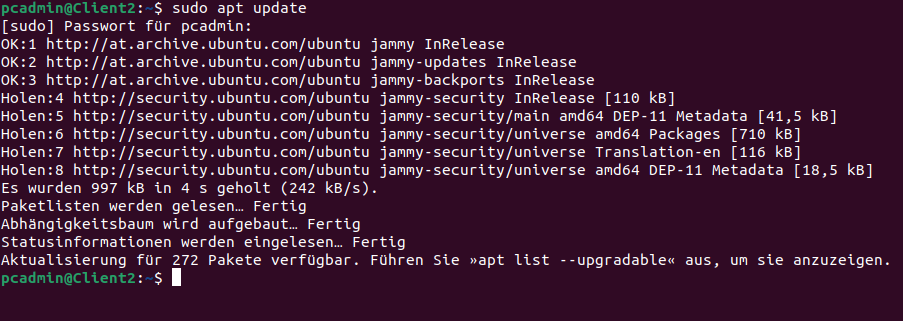 pcadmin@Client2:~$ sudo apt update
[sudo] Passwort für pcadmin:
OK:1 http://at.archive.ubuntu.com/ubuntu jammy InRelease
OK:2 http://at.archive.ubuntu.com/ubuntu jammy-updates InRelease
OK:3 http://at.archive.ubuntu.com/ubuntu jammy-backports InRelease
Holen:4 http://security.ubuntu.com/ubuntu jammy-security InRelease [110 kB]
Holen:5 http://security.ubuntu.com/ubuntu jammy-security/main amd64 DEP-11 Metadata [41,5 kB]
Holen:6 http://security.ubuntu.com/ubuntu jammy-security/universe amd64 Packages [710 kB]
Holen:7 http://security.ubuntu.com/ubuntu jammy-security/universe Translation-en [116 kB]
Holen:8 http://security.ubuntu.com/ubuntu jammy-security/universe amd64 DEP-11 Metadata [18,5 kB]
Es wurden 997 kB in 4 s geholt (242 kB/s).
Paketlisten werden gelesen… Fertig
Abhängigkeitsbaum wird aufgebaut… Fertig
Statusinformationen werden eingelesen… Fertig
Aktualisierung für 272 Pakete verfügbar. Führen Sie »apt list --upgradable« aus, um sie anzuzeigen.
pcadmin@Client2:~$